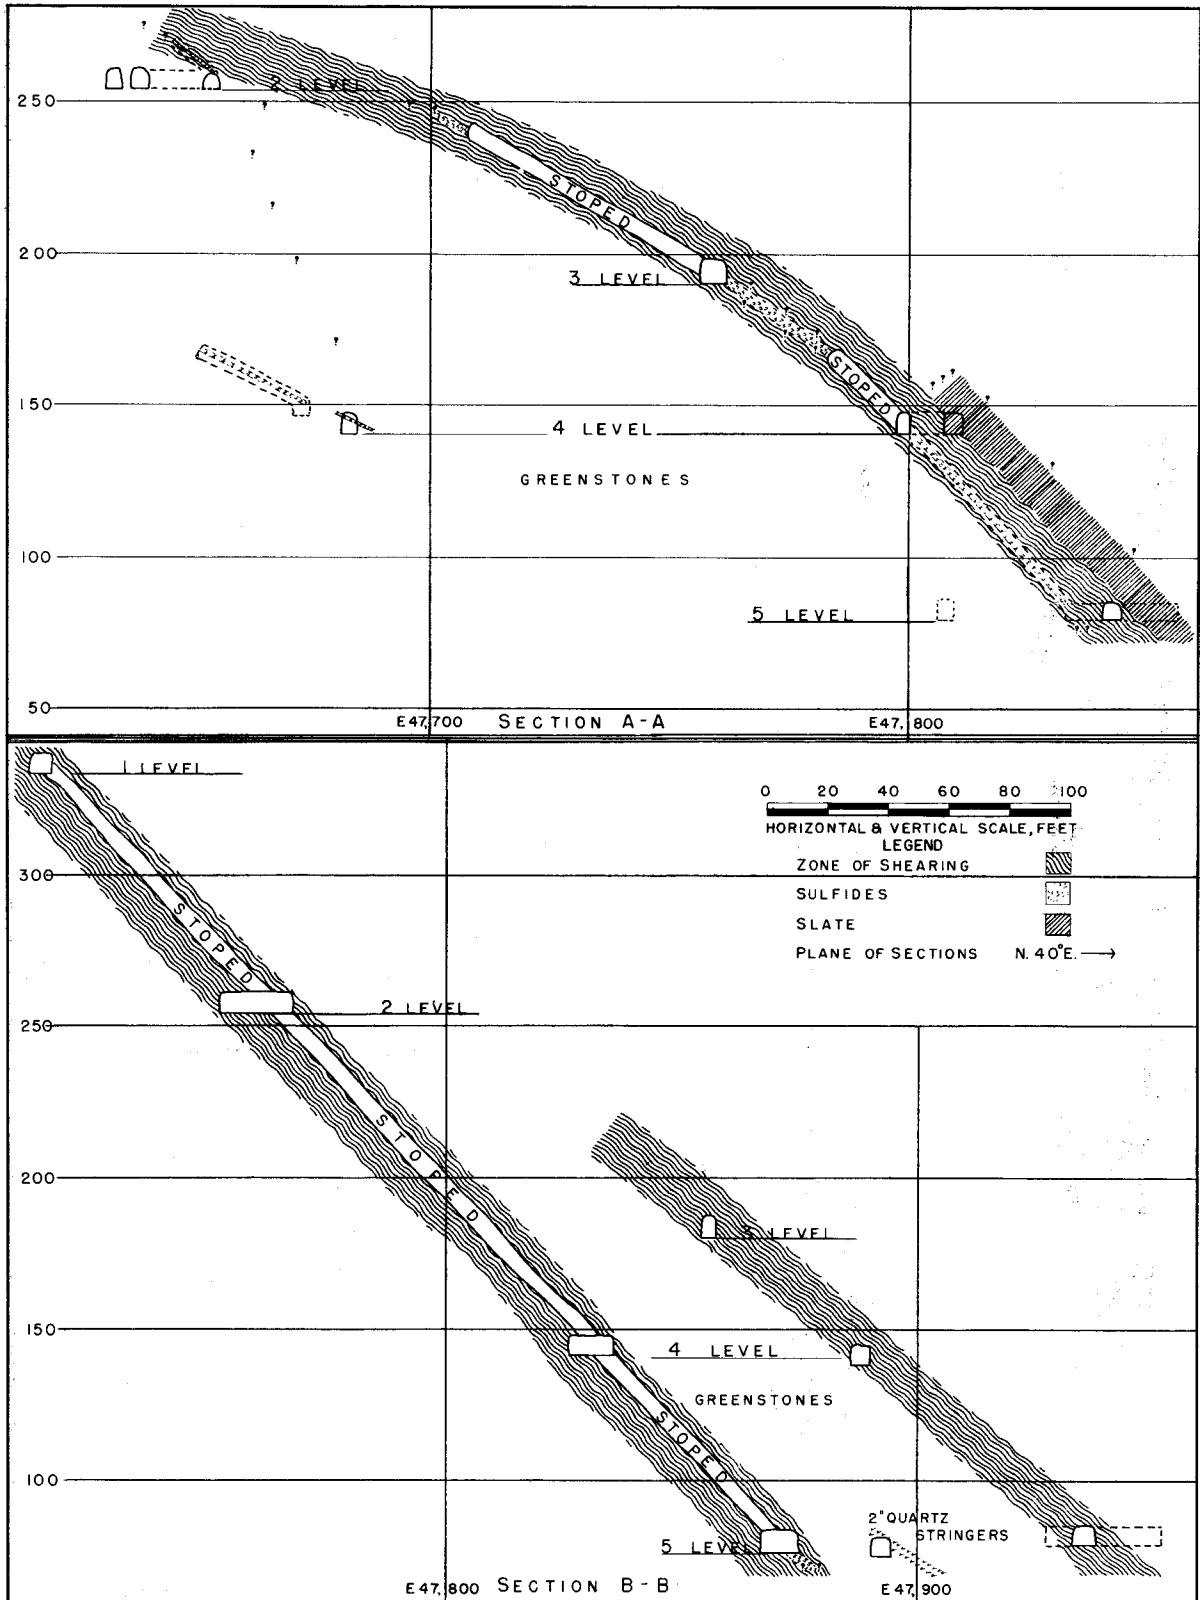 2 LEVEL
250
STOPED
200
3 LEVEL
STOPED
150
4 LEVEL
GREENSTONES
100
5 LEVEL
50
E47,700 SECTION A-A E47,800
1 LEVEL
0 20 40 60 80 100
HORIZONTAL & VERTICAL SCALE, FEET
LEGEND
ZONE OF SHEARING
SULFIDES
SLATE
PLANE OF SECTIONS N. 40°E.
300
STOPED
2 LEVEL
250
STOPED
200
3 LEVEL
150
4 LEVEL
GREENSTONES
STOPED
100
2" QUARTZ
STRINGERS
5 LEVEL
E47,800 SECTION B-B E47,900